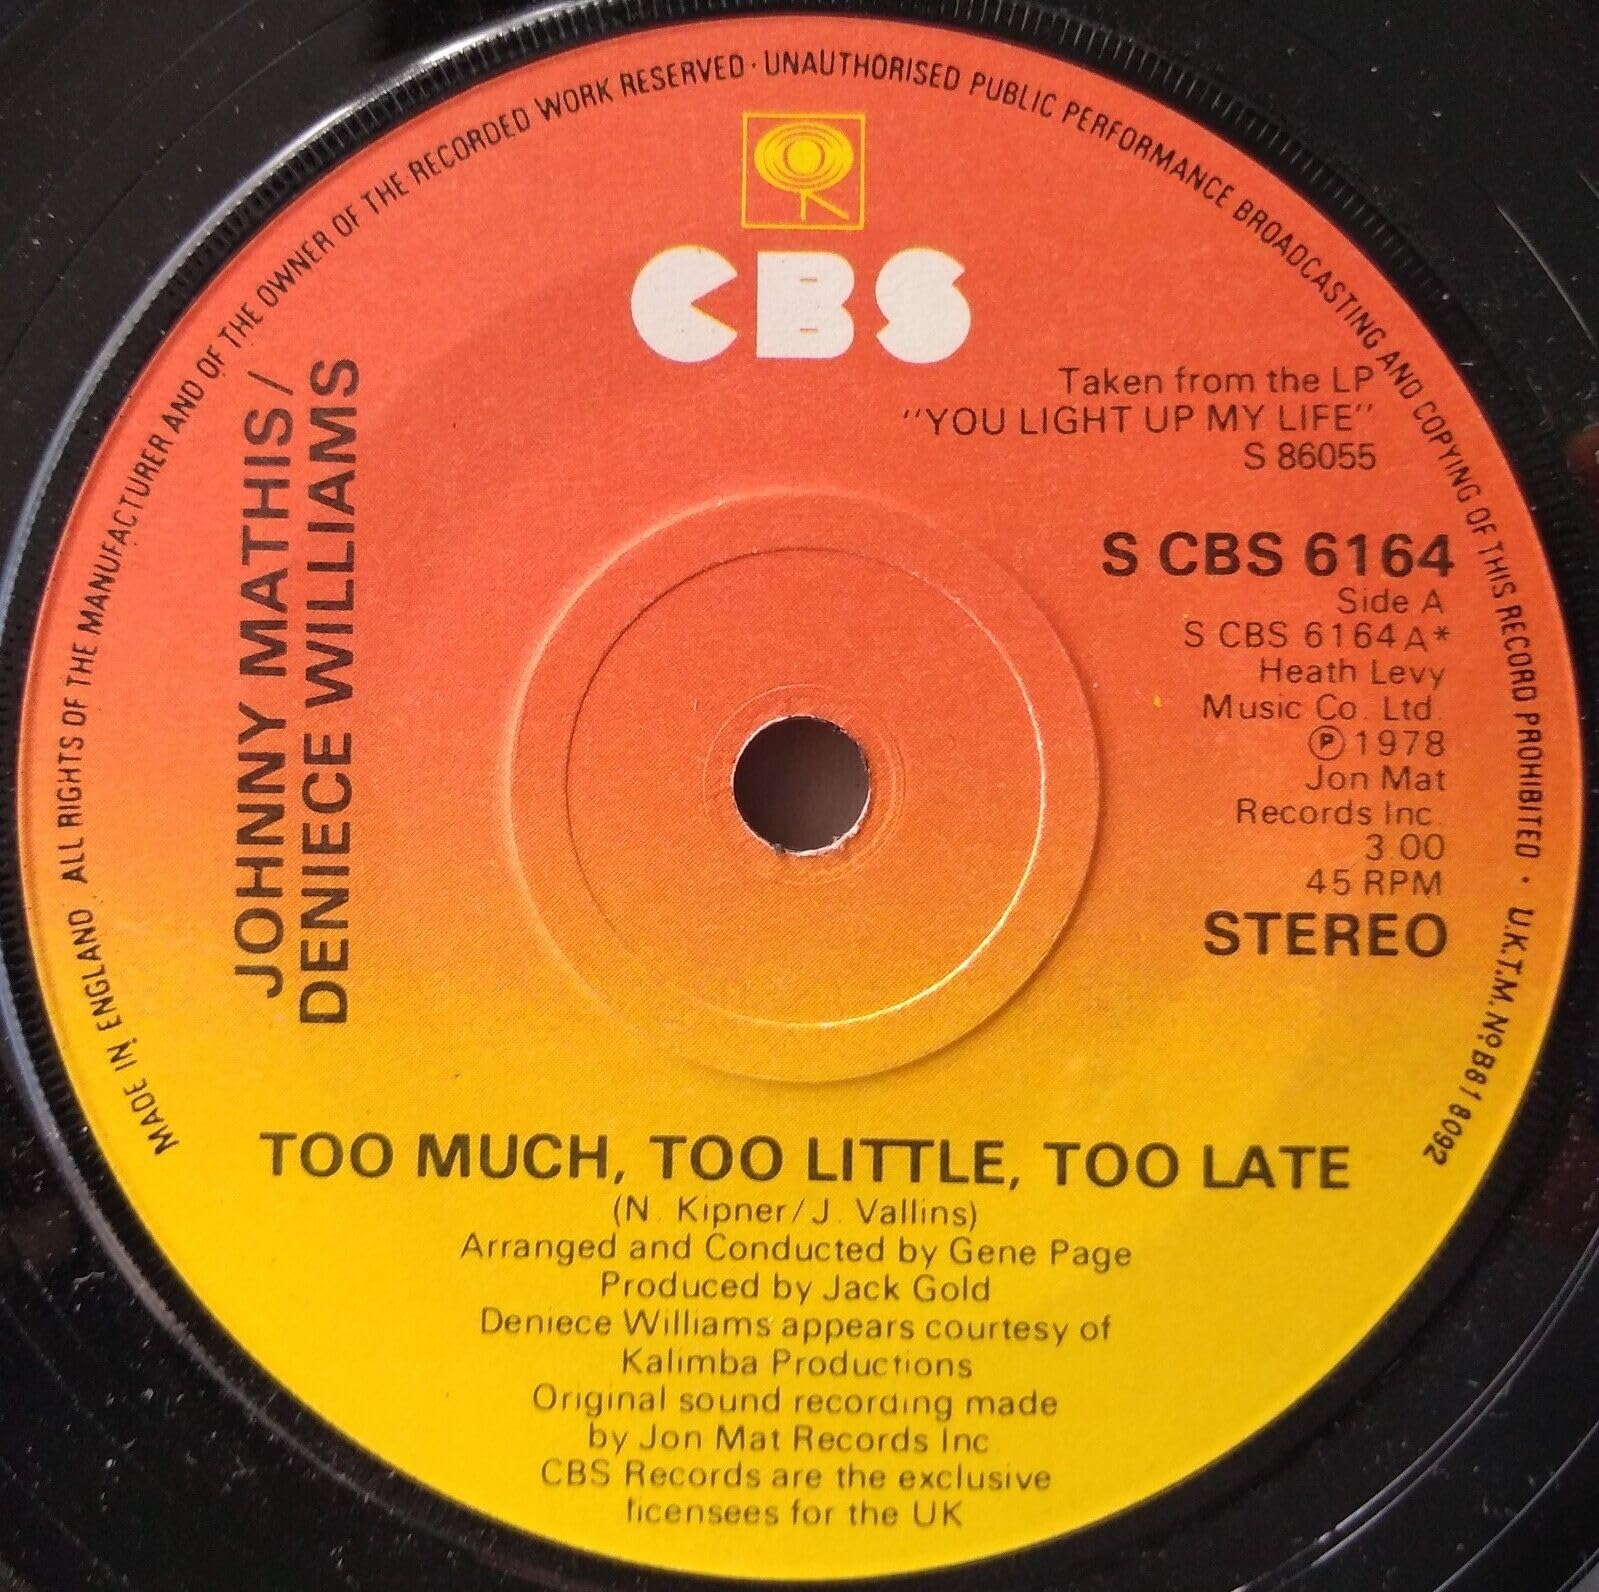 MADE IN ENGLAND. ALL RIGHTS OF THE MANUFACTURER AND OF THE OWNER OF THE RECORDED WORK RESERVED · UNAUTHORISED PUBLIC PERFORMANCE BROADCASTING AND COPYING OF THIS RECORD PROHIBITED · U.K.T.M. Nº B818092
CBS
JOHNNY MATHIS/
DENIECE WILLIAMS
Taken from the LP
"YOU LIGHT UP MY LIFE"
S 86055
S CBS 6164
Side A
S CBS 6164 A*
Heath Levy
Music Co. Ltd.
℗ 1978
Jon Mat
Records Inc.
3.00
45 RPM
STEREO
TOO MUCH, TOO LITTLE, TOO LATE
(N. Kipner/J. Vallins)
Arranged and Conducted by Gene Page
Produced by Jack Gold
Deniece Williams appears courtesy of
Kalimba Productions
Original sound recording made
by Jon Mat Records Inc
CBS Records are the exclusive
licensees for the UK